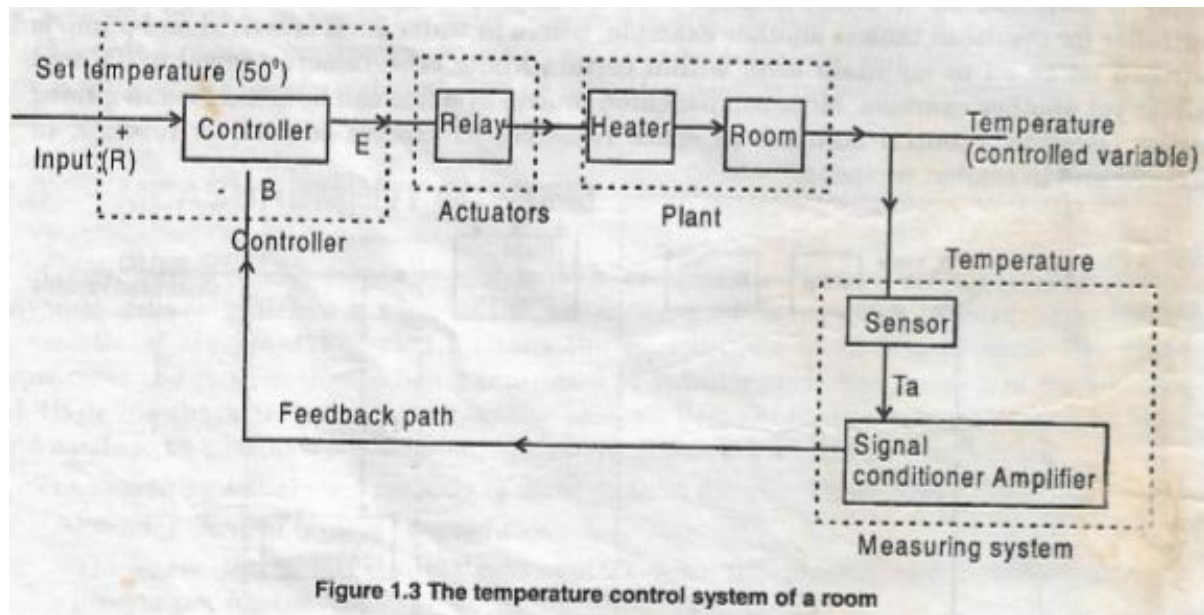 Set temperature (50°)
+
Input (R)
Controller
-
B
E
Controller
Relay
Actuators
Heater
Room
Plant
Temperature
(controlled variable)
Temperature
Sensor
Ta
Signal
conditioner Amplifier
Measuring system
Feedback path
Figure 1.3 The temperature control system of a room